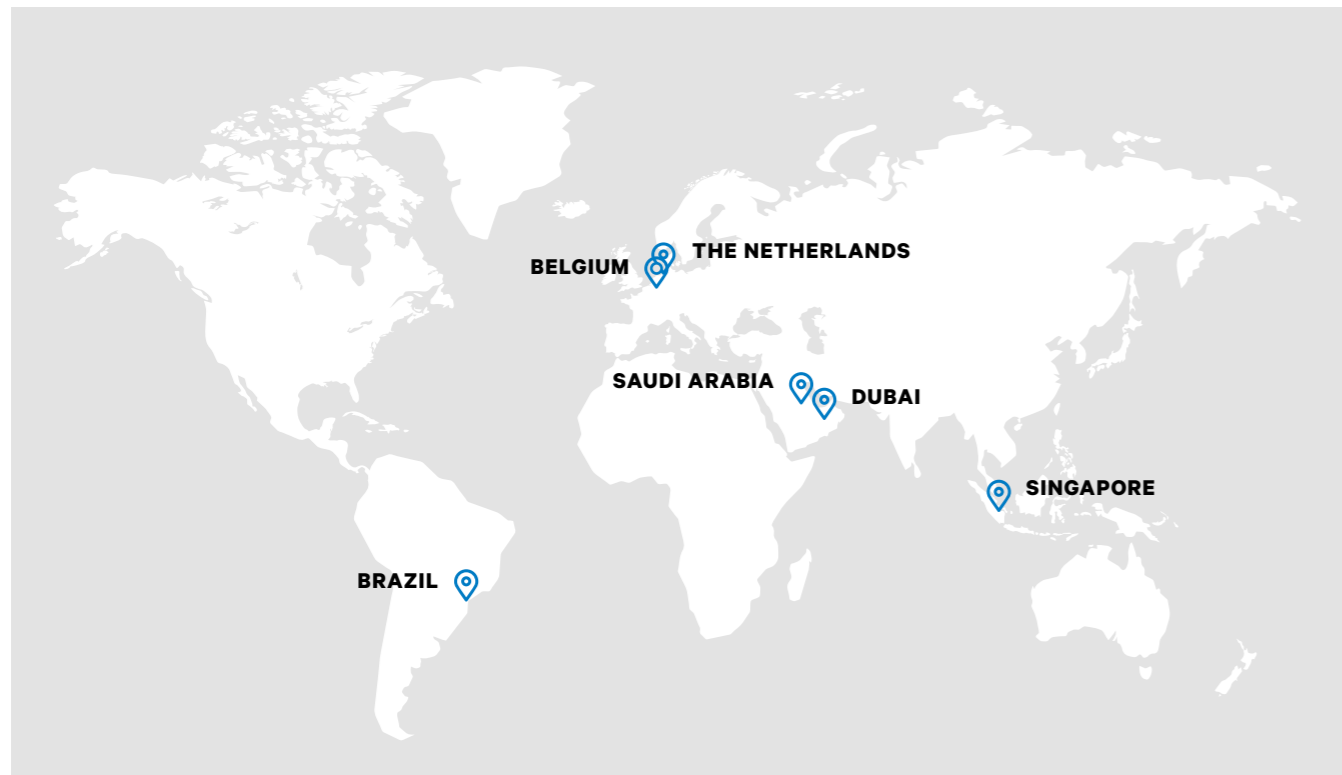 THE NETHERLANDS
BELGIUM
SAUDI ARABIA
DUBAI
SINGAPORE
BRAZIL